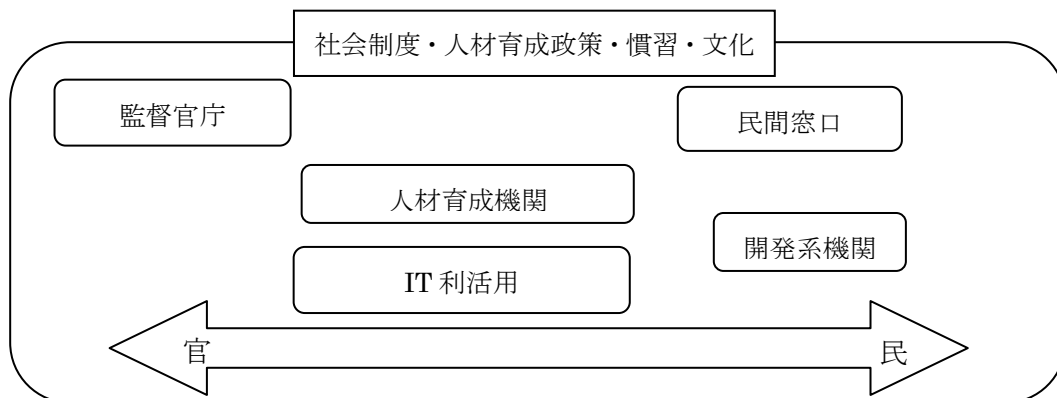 社会制度・人材育成政策・慣習・文化
監督官庁
民間窓口
人材育成機関
開発系機関
IT 利活用
官
民